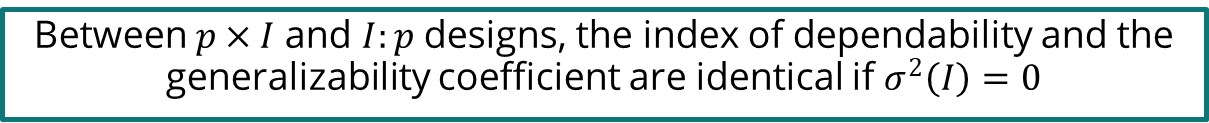 Between p × I and I:p designs, the index of dependability and the
generalizability coefficient are identical if σ²(I) = 0